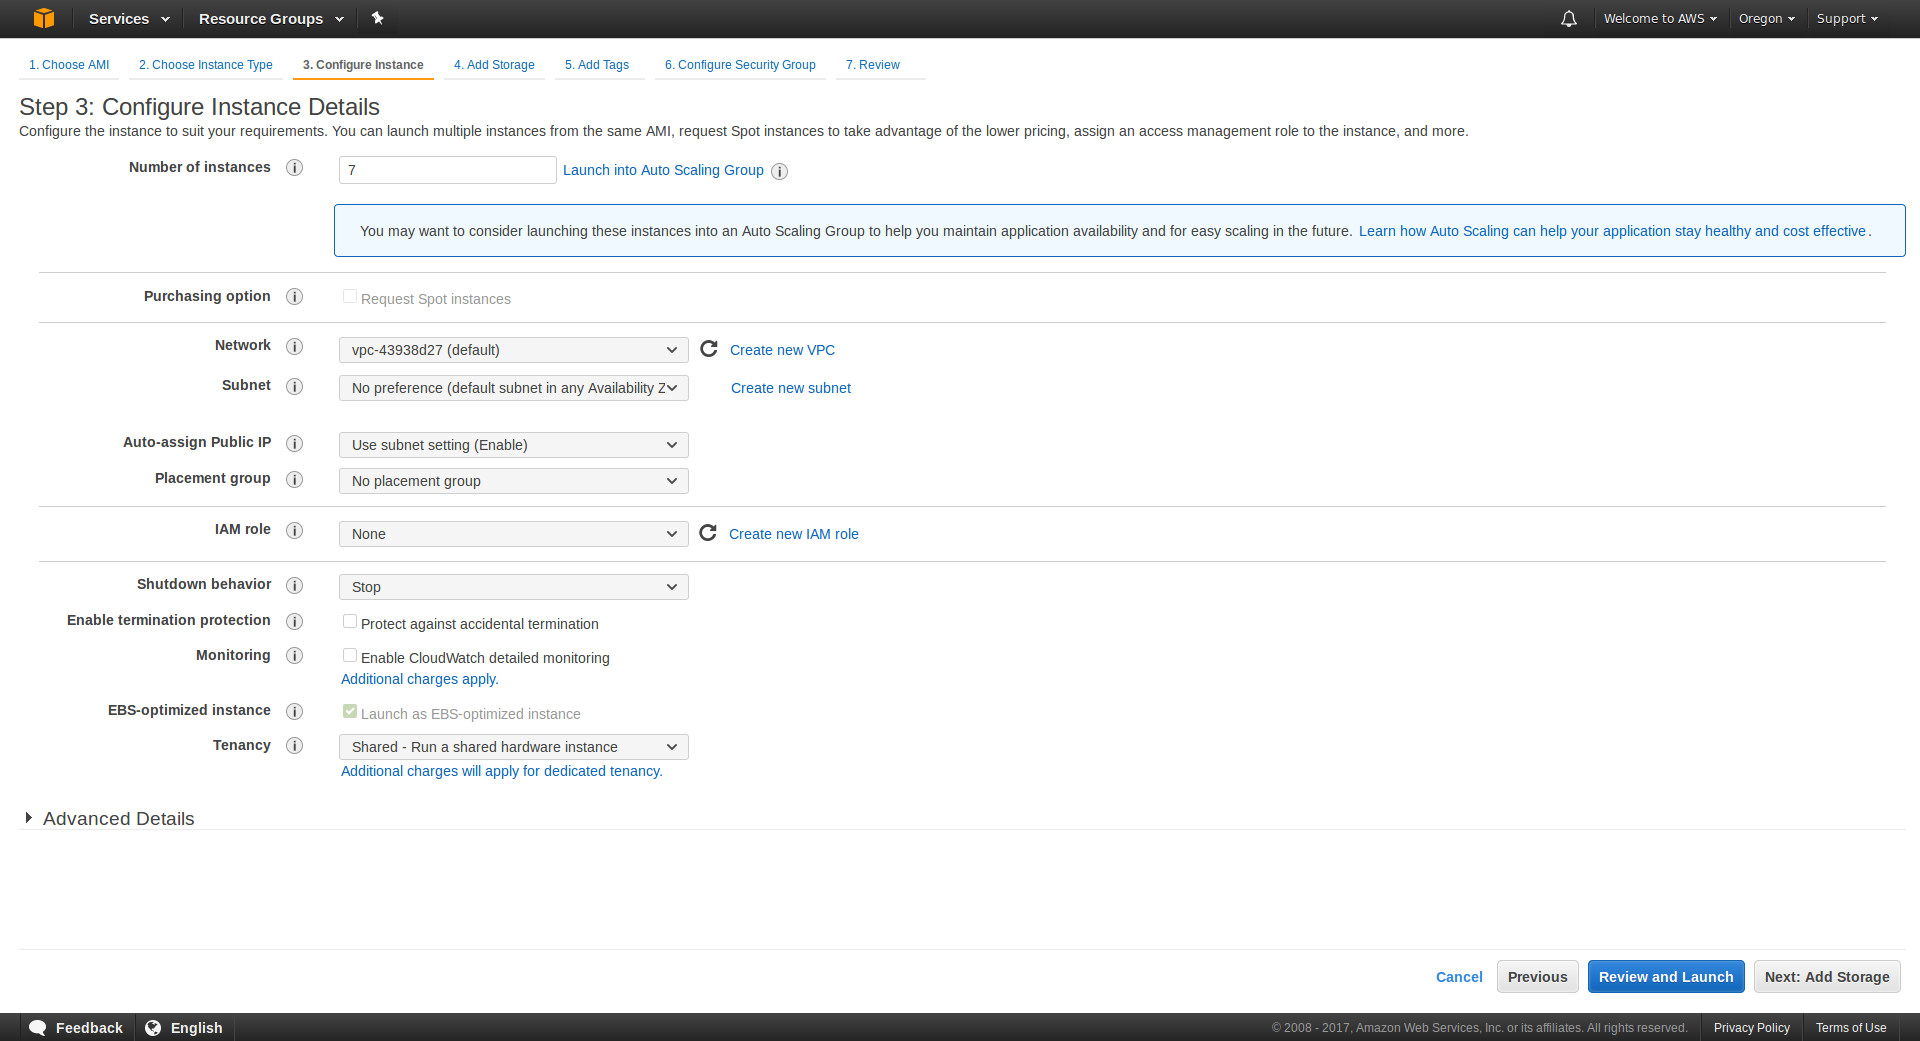 Services Resource Groups Welcome to AWS Oregon Support
1. Choose AMI 2. Choose Instance Type 3. Configure Instance 4. Add Storage 5. Add Tags 6. Configure Security Group 7. Review
Step 3: Configure Instance Details
Configure the instance to suit your requirements. You can launch multiple instances from the same AMI, request Spot instances to take advantage of the lower pricing, assign an access management role to the instance, and more.
Number of instances 7 Launch into Auto Scaling Group
You may want to consider launching these instances into an Auto Scaling Group to help you maintain application availability and for easy scaling in the future. Learn how Auto Scaling can help your application stay healthy and cost effective.
Purchasing option Request Spot instances
Network vpc-43938d27 (default) Create new VPC
Subnet No preference (default subnet in any Availability Z Create new subnet
Auto-assign Public IP Use subnet setting (Enable)
Placement group No placement group
IAM role None Create new IAM role
Shutdown behavior Stop
Enable termination protection Protect against accidental termination
Monitoring Enable CloudWatch detailed monitoring
Additional charges apply.
EBS-optimized instance Launch as EBS-optimized instance
Tenancy Shared - Run a shared hardware instance
Additional charges will apply for dedicated tenancy.
Advanced Details
Cancel Previous Review and Launch Next: Add Storage
Feedback English © 2008 - 2017, Amazon Web Services, Inc. or its affiliates. All rights reserved. Privacy Policy Terms of Use